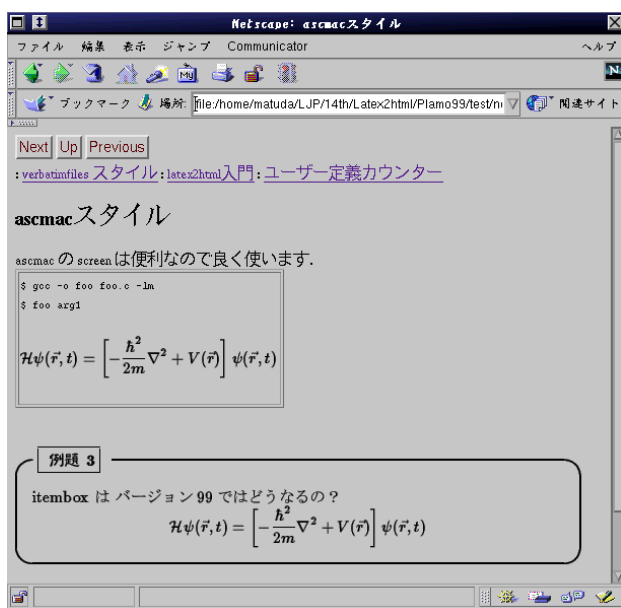 Netscape: ascmacスタイル
ファイル 編集 表示 ジャンプ Communicator ヘルプ
ブックマーク 場所: file:/home/matuda/LJP/14th/Latex2html/Plamo99/test/n 関連サイト
Next Up Previous
: verbatimfiles スタイル : latex2html入門 : ユーザー定義カウンター
ascmacスタイル
ascmac の screen は便利なので良く使います.
$ gcc -o foo foo.c -lm
$ foo arg1
ℋψ(r⃗,t) = [−ℏ²/2m ∇² + V(r⃗)] ψ(r⃗,t)
例題 3
itembox は バージョン 99 ではどうなるの？
ℋψ(r⃗,t) = [−ℏ²/2m ∇² + V(r⃗)] ψ(r⃗,t)